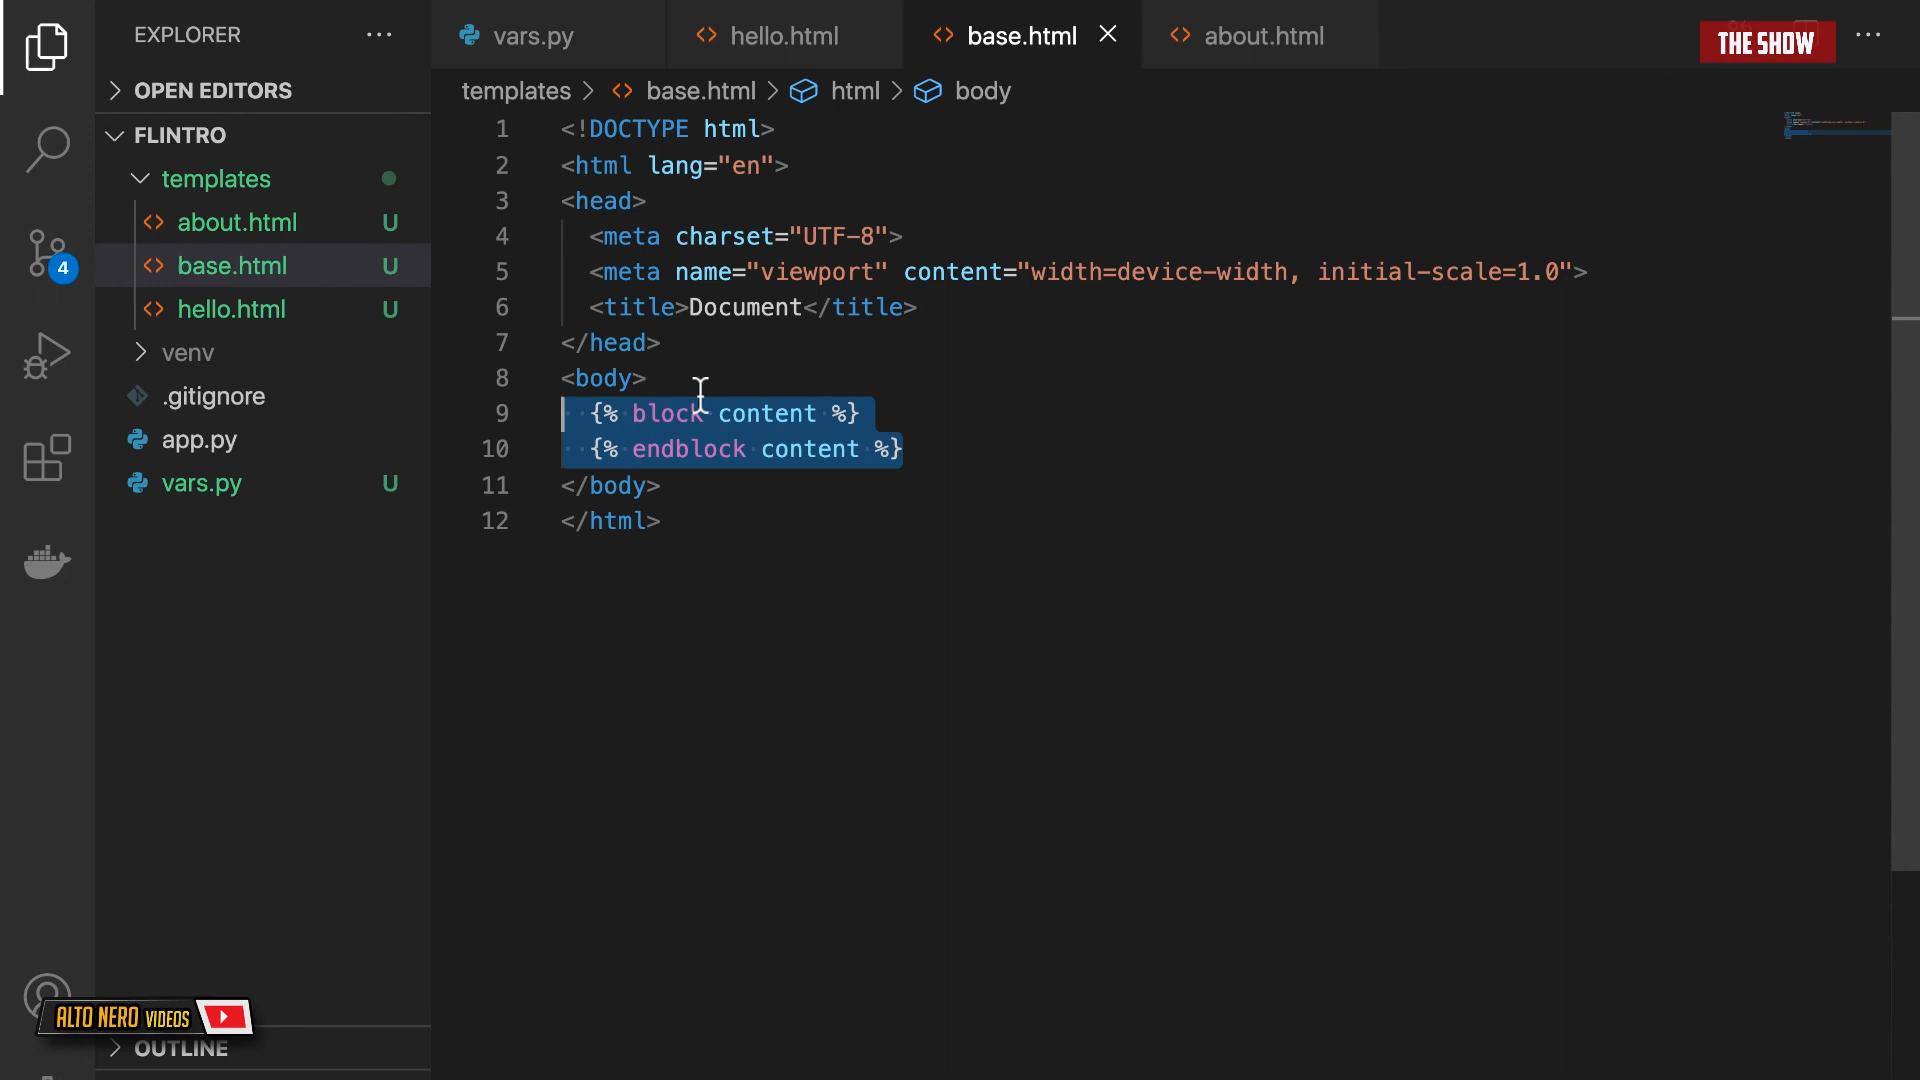 EXPLORER
OPEN EDITORS
FLINTRO
templates
about.html U
base.html U
hello.html U
venv
.gitignore
app.py
vars.py U
4
OUTLINE
ALTO NERO VIDEOS
vars.py
hello.html
base.html
about.html
THE SHOW
templates > base.html > html > body
1 <!DOCTYPE html>
2 <html lang="en">
3 <head>
4 <meta charset="UTF-8">
5 <meta name="viewport" content="width=device-width, initial-scale=1.0">
6 <title>Document</title>
7 </head>
8 <body>
9 {% block content %}
10 {% endblock content %}
11 </body>
12 </html>